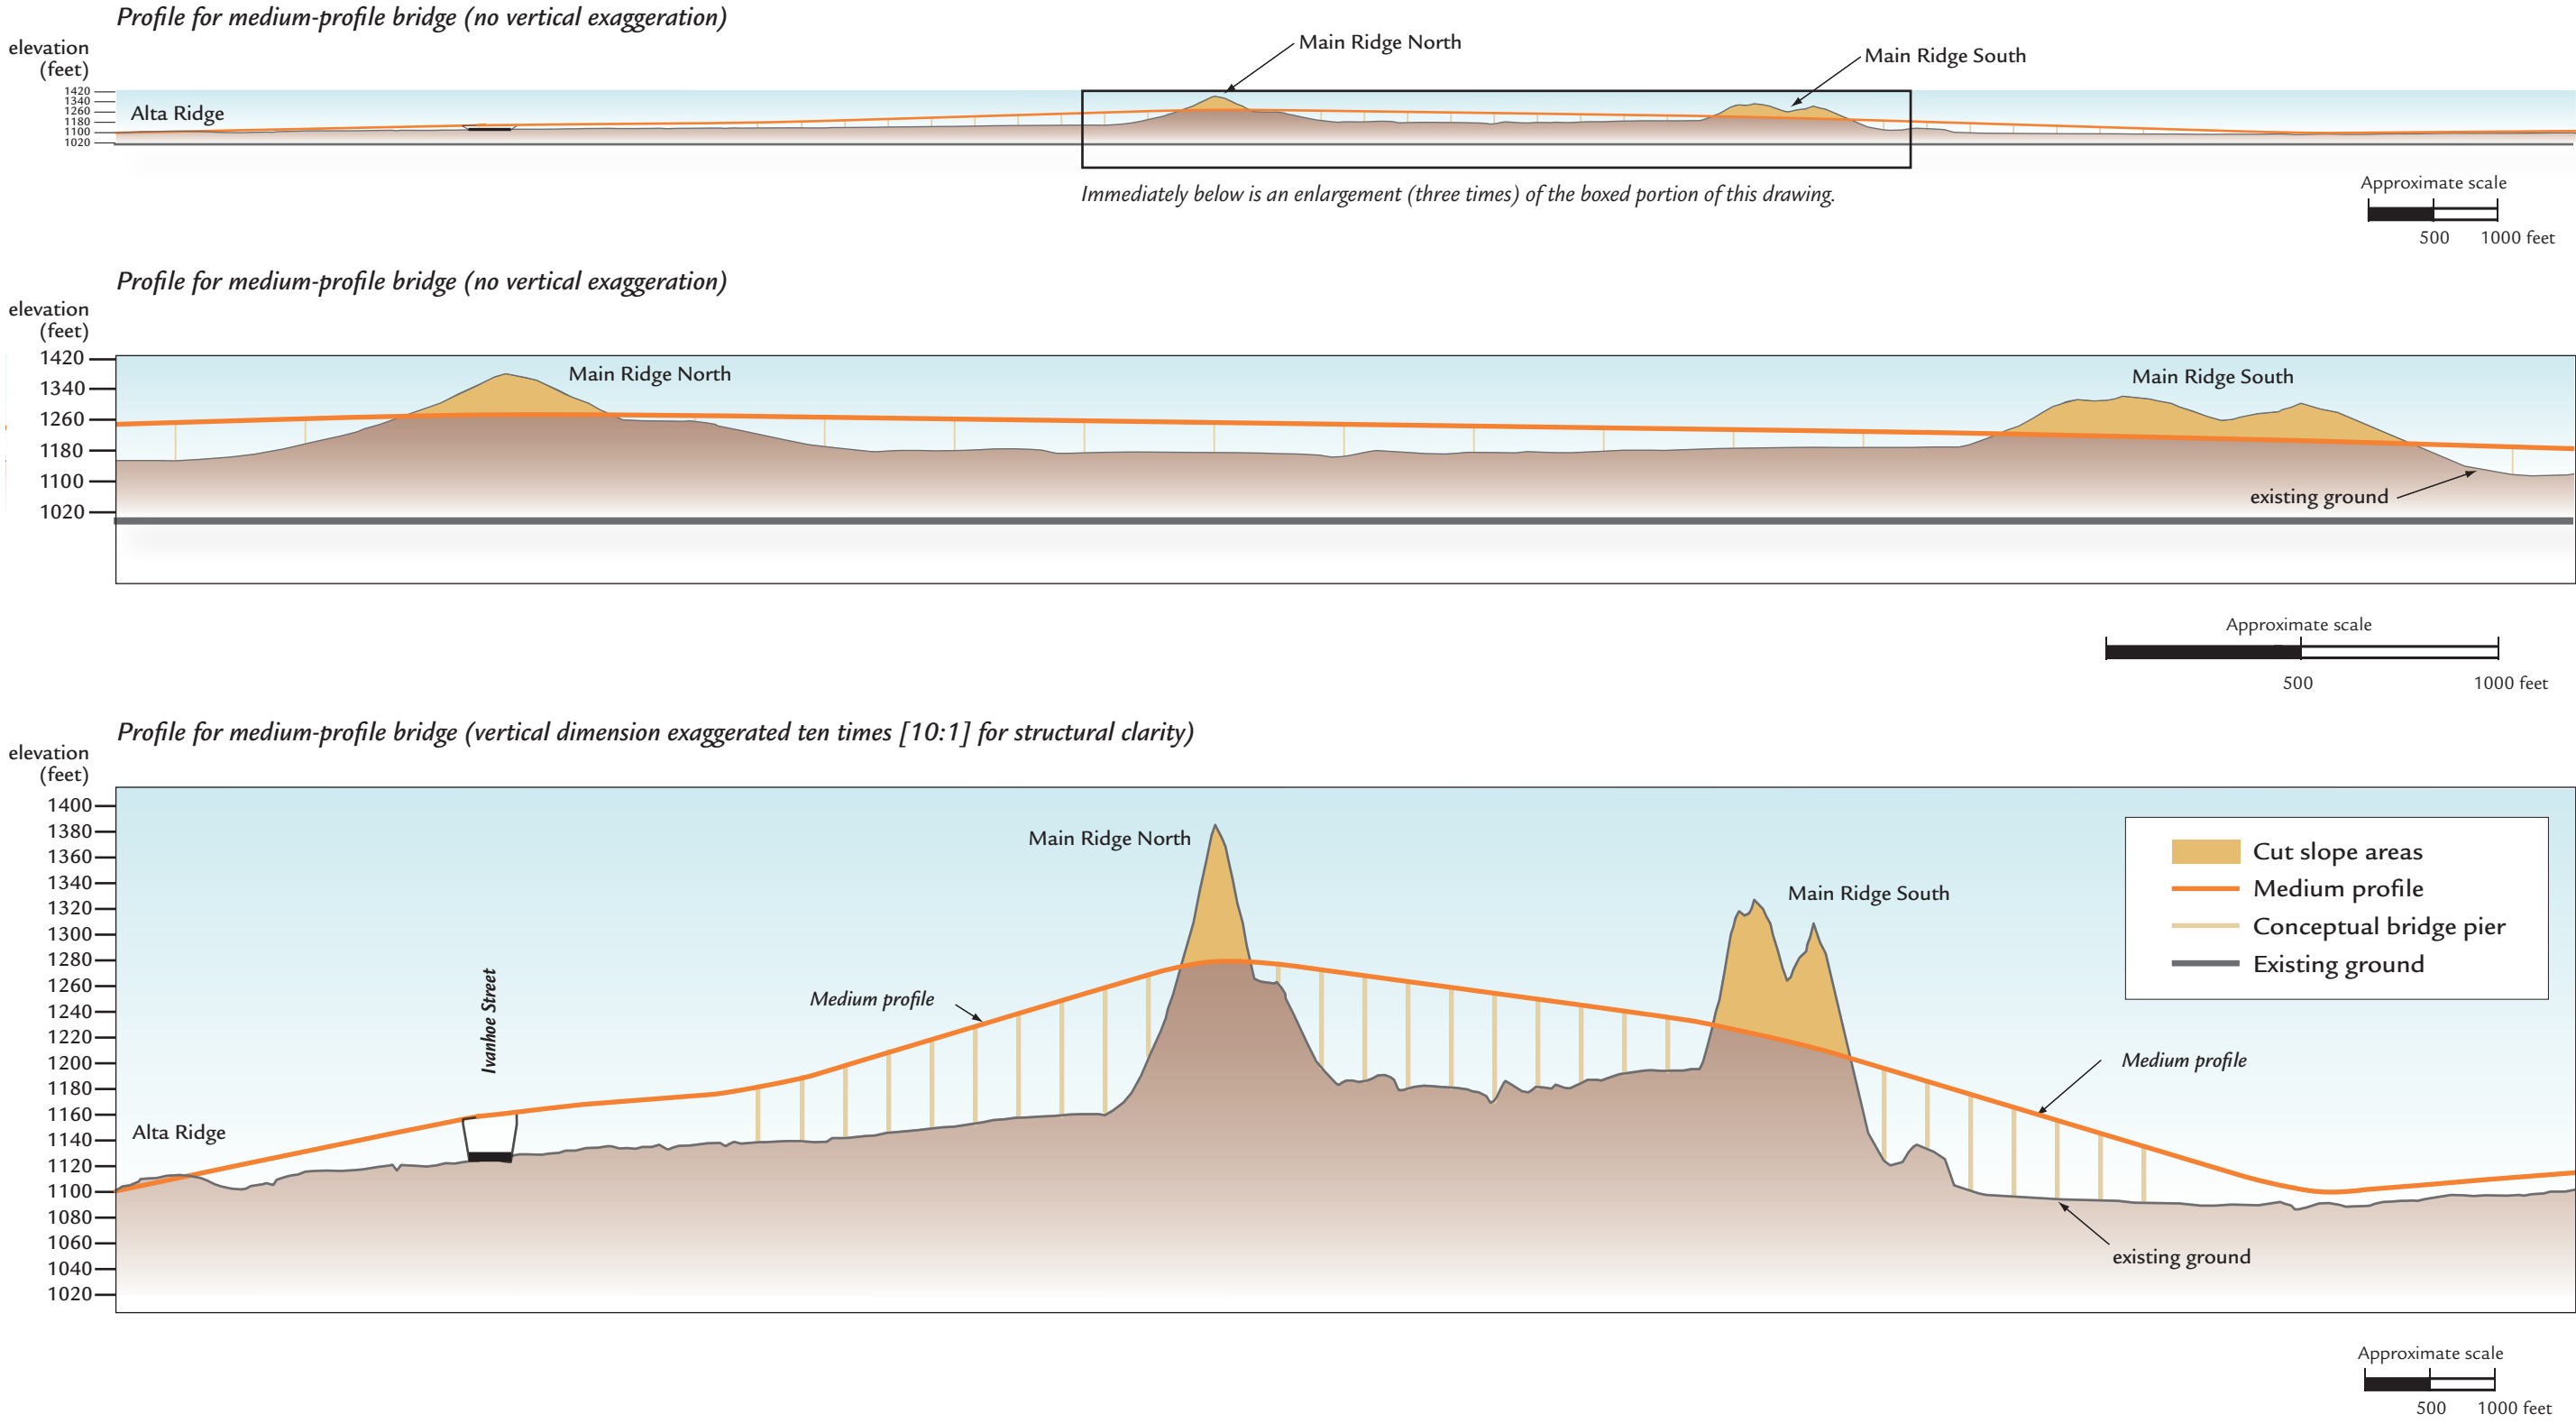 Profile for medium-profile bridge (no vertical exaggeration)
elevation
(feet)
Main Ridge North
Main Ridge South
1420
1340
1260
1180
1100
1020
Alta Ridge
Immediately below is an enlargement (three times) of the boxed portion of this drawing.
Approximate scale
500 1000 feet
Profile for medium-profile bridge (no vertical exaggeration)
elevation
(feet)
1420
1340
1260
1180
1100
1020
Main Ridge North
Main Ridge South
existing ground
Approximate scale
500 1000 feet
Profile for medium-profile bridge (vertical dimension exaggerated ten times [10:1] for structural clarity)
elevation
(feet)
1400
1380
1360
1340
1320
1300
1280
1260
1240
1220
1200
1180
1160
1140
1120
1100
1080
1060
1040
1020
Alta Ridge
Ivanhoe Street
Medium profile
Main Ridge North
Main Ridge South
Cut slope areas
Medium profile
Conceptual bridge pier
Existing ground
Medium profile
existing ground
Approximate scale
500 1000 feet